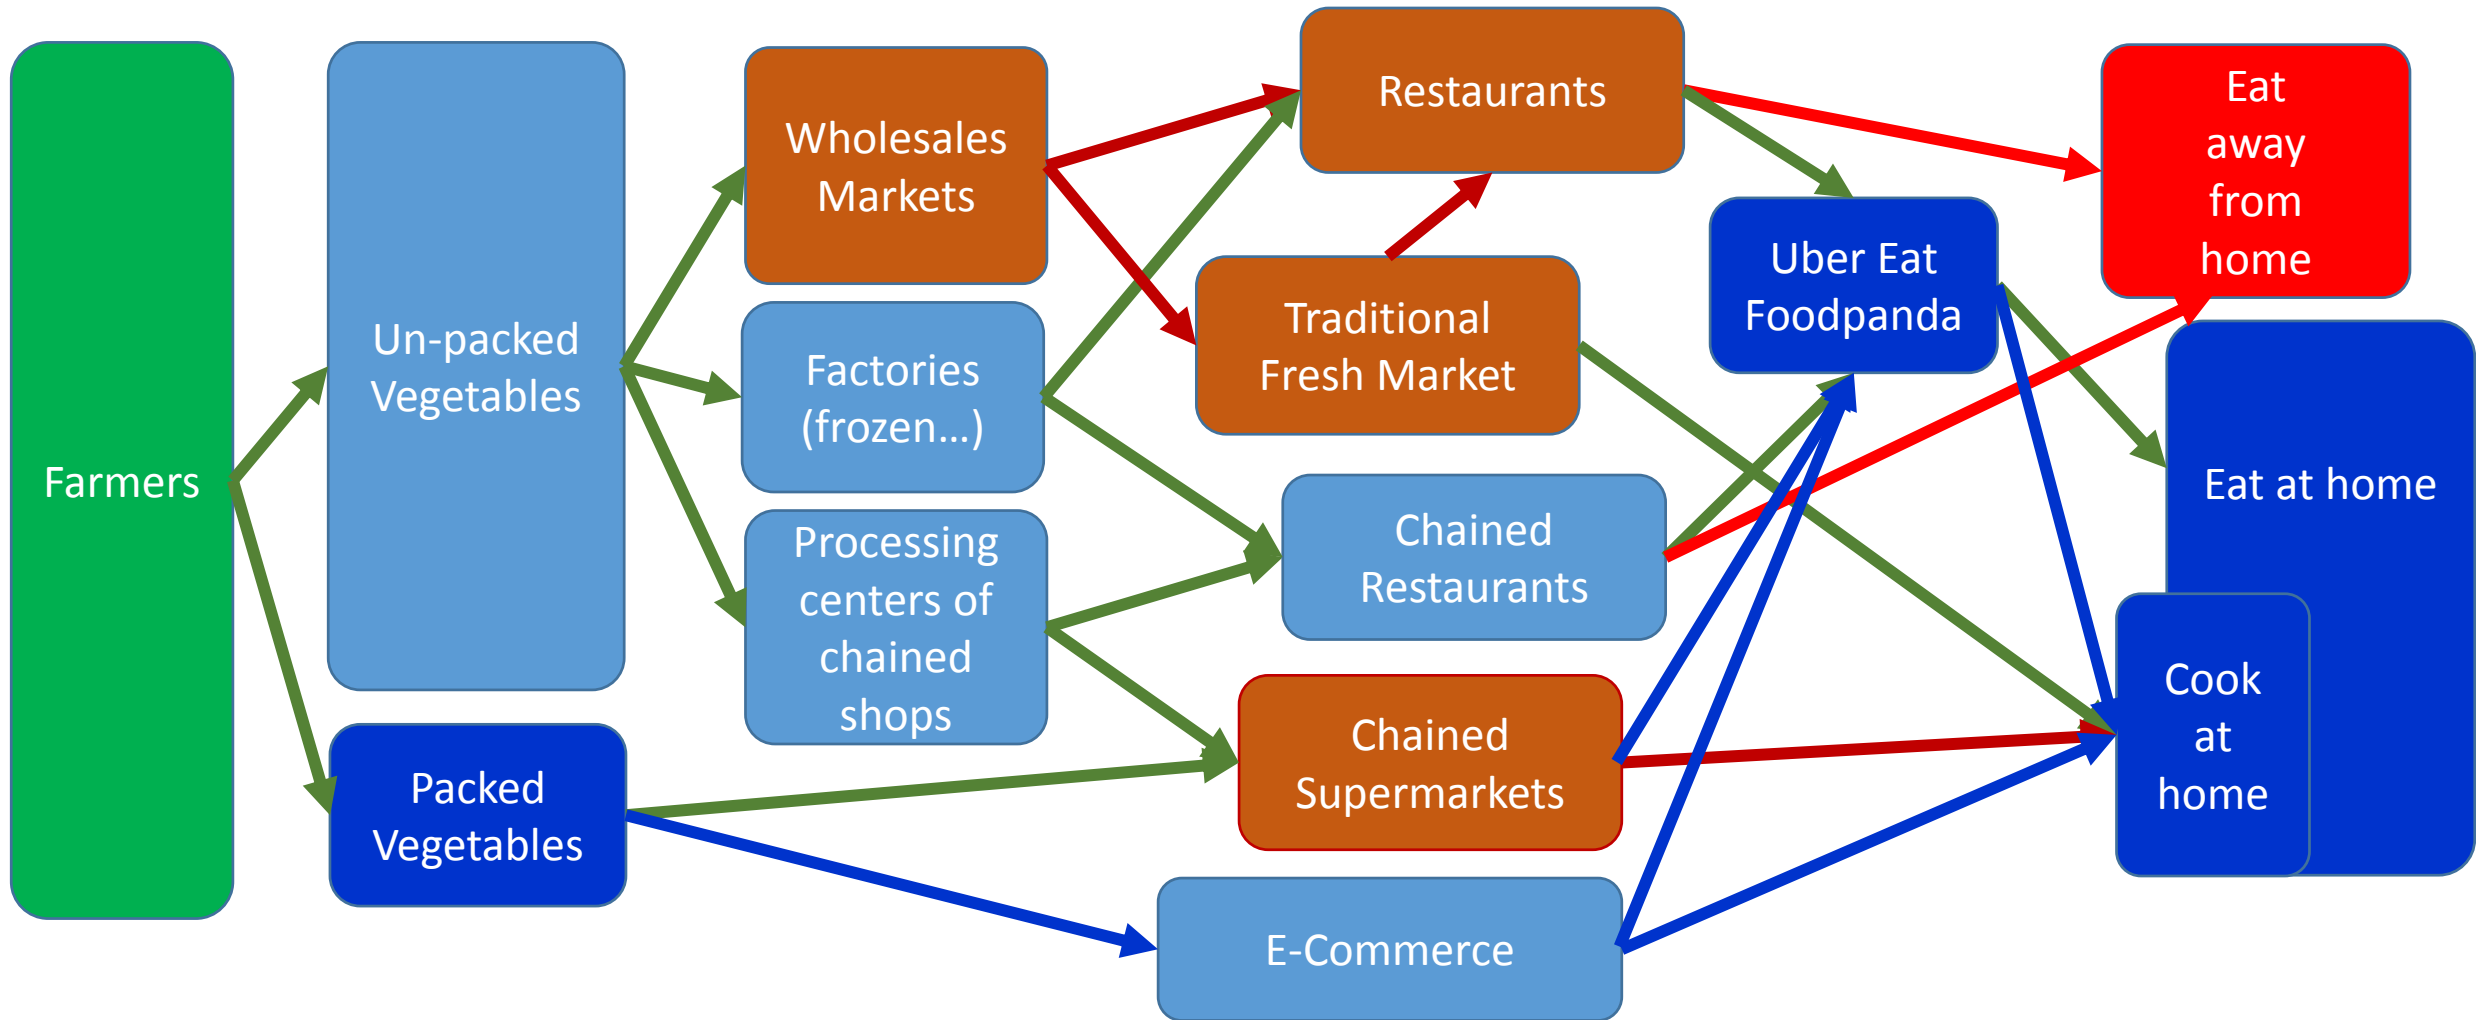 Farmers
Un-packed
Vegetables
Packed
Vegetables
Wholesales
Markets
Factories
(frozen...)
Processing
centers of
chained
shops
Restaurants
Traditional
Fresh Market
Chained
Restaurants
Chained
Supermarkets
E-Commerce
Uber Eat
Foodpanda
Eat
away
from
home
Eat at home
Cook
at
home